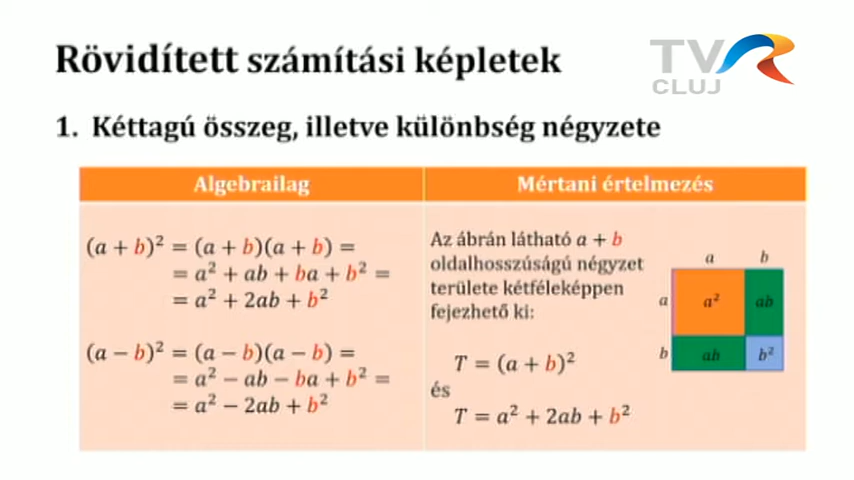 Rövidített számítási képletek
TVR
CLUJ
1. Kéttagú összeg, illetve különbség négyzete
Algebrailag
Mértani értelmezés
(a + b)² = (a + b)(a + b) =
= a² + ab + ba + b² =
= a² + 2ab + b²
(a − b)² = (a − b)(a − b) =
= a² − ab − ba + b² =
= a² − 2ab + b²
Az ábrán látható a + b
oldalhosszúságú négyzet
területe kétféleképpen
fejezhető ki:
T = (a + b)²
és
T = a² + 2ab + b²
a b
a a² ab
b ab b²